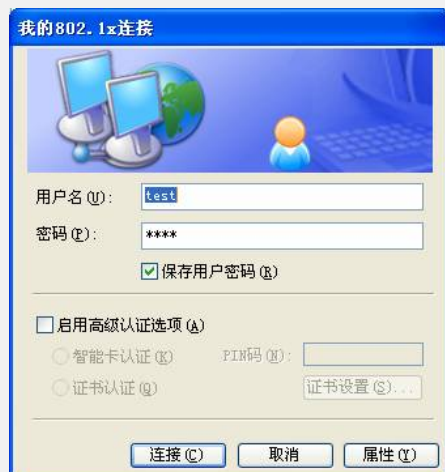 我的802.1x连接
用户名(U): test
密码(P): ****
保存用户密码(R)
启用高级认证选项(A)
智能卡认证(K) PIN码(N):
证书认证(Q) 证书设置(S)...
连接(C) 取消 属性(Y)